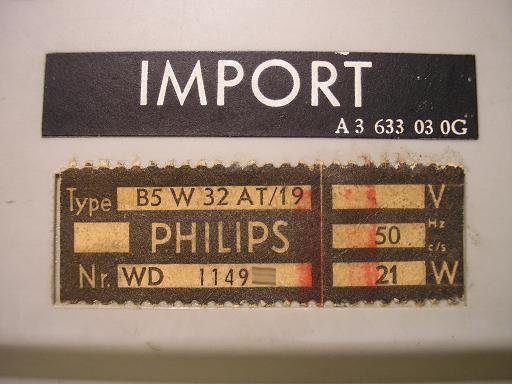 IMPORT
A 3 633 03 0G
Type B5 W 32 AT/19 V
PHILIPS 50 Hz c/s
Nr. WD 1149 21 W